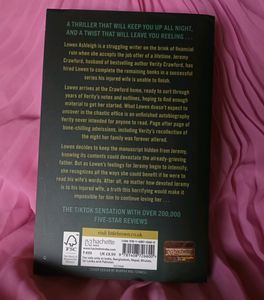 A THRILLER THAT WILL KEEP YOU UP ALL NIGHT,
AND A TWIST THAT WILL LEAVE YOU REELING . . .
Lowen Ashleigh is a struggling writer on the brink of financial
ruin when she accepts the job offer of a lifetime. Jeremy
Crawford, husband of bestselling author Verity Crawford, has
hired Lowen to complete the remaining books in a successful
series his injured wife is unable to finish.
Lowen arrives at the Crawford home, ready to sort through
years of Verity's notes and outlines, hoping to find enough
material to get her started. What Lowen doesn't expect to
uncover in the chaotic office is an unfinished autobiography
Verity never intended for anyone to read. Page after page of
bone-chilling admissions, including Verity's recollection of
the night her family was forever altered.
Lowen decides to keep the manuscript hidden from Jeremy,
knowing its contents could devastate the already-grieving
father. But as Lowen's feelings for Jeremy begin to intensify,
she recognizes all the ways she could benefit if he were to
read his wife's words. After all, no matter how devoted Jeremy
is to his injured wife, a truth this horrifying would make it
impossible for him to continue loving her . . .
THE TIKTOK SENSATION WITH OVER 200,000
FIVE-STAR REVIEWS
visit littlebrown.co.uk
FSC
hachette
INDIA